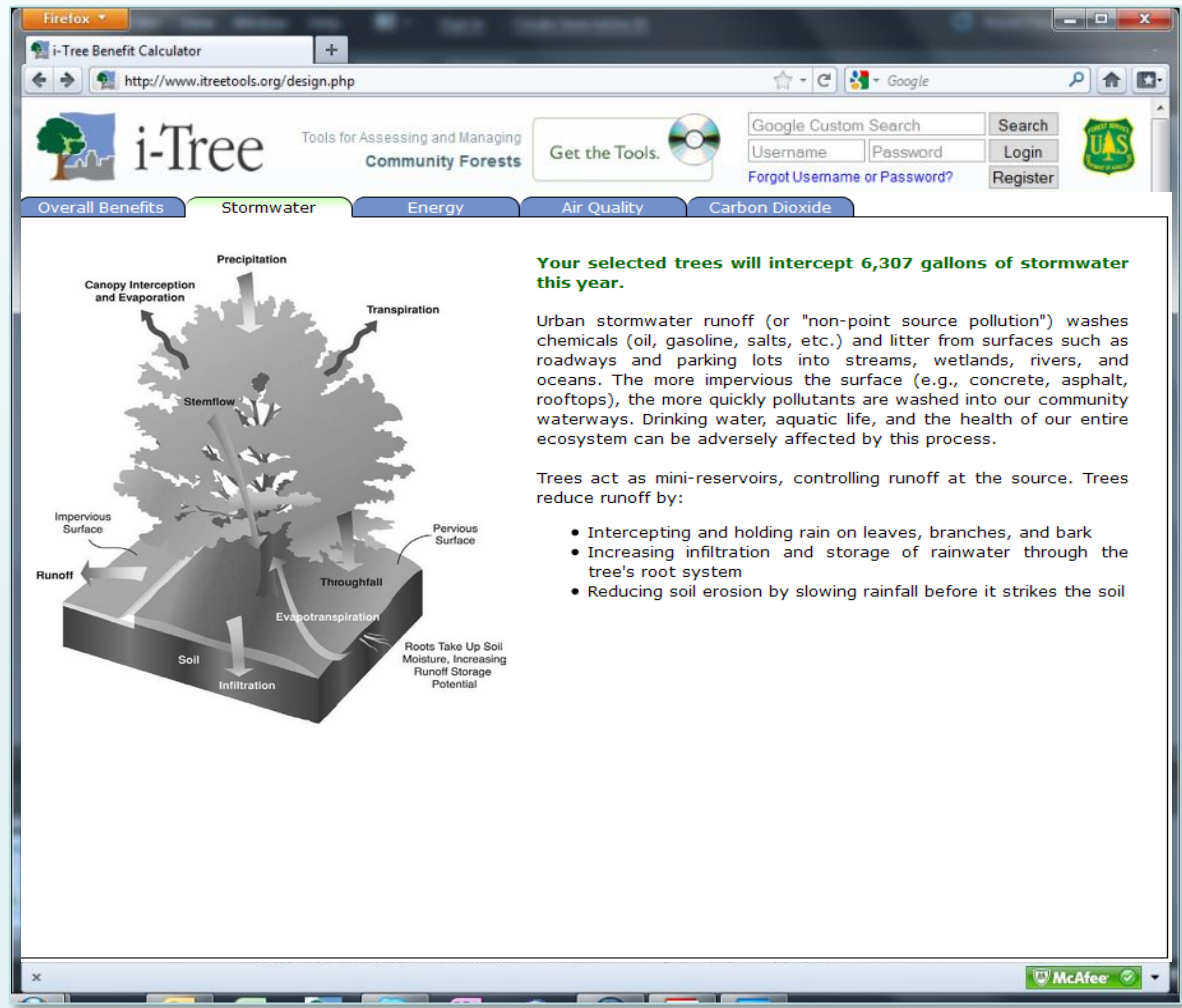 Firefox
i-Tree Benefit Calculator
http://www.itreetools.org/design.php
Google
i-Tree
Tools for Assessing and Managing
Community Forests
Get the Tools.
Google Custom Search
Search
Username
Password
Login
Forgot Username or Password?
Register
UAS
Overall Benefits
Stormwater
Energy
Air Quality
Carbon Dioxide
Precipitation
Canopy Interception
and Evaporation
Transpiration
Stemflow
Impervious
Surface
Pervious
Surface
Runoff
Throughfall
Evapotranspiration
Soil
Infiltration
Roots Take Up Soil
Moisture, Increasing
Runoff Storage
Potential
Your selected trees will intercept 6,307 gallons of stormwater
this year.
Urban stormwater runoff (or "non-point source pollution") washes
chemicals (oil, gasoline, salts, etc.) and litter from surfaces such as
roadways and parking lots into streams, wetlands, rivers, and
oceans. The more impervious the surface (e.g., concrete, asphalt,
rooftops), the more quickly pollutants are washed into our community
waterways. Drinking water, aquatic life, and the health of our entire
ecosystem can be adversely affected by this process.
Trees act as mini-reservoirs, controlling runoff at the source. Trees
reduce runoff by:
• Intercepting and holding rain on leaves, branches, and bark
• Increasing infiltration and storage of rainwater through the
tree's root system
• Reducing soil erosion by slowing rainfall before it strikes the soil
McAfee